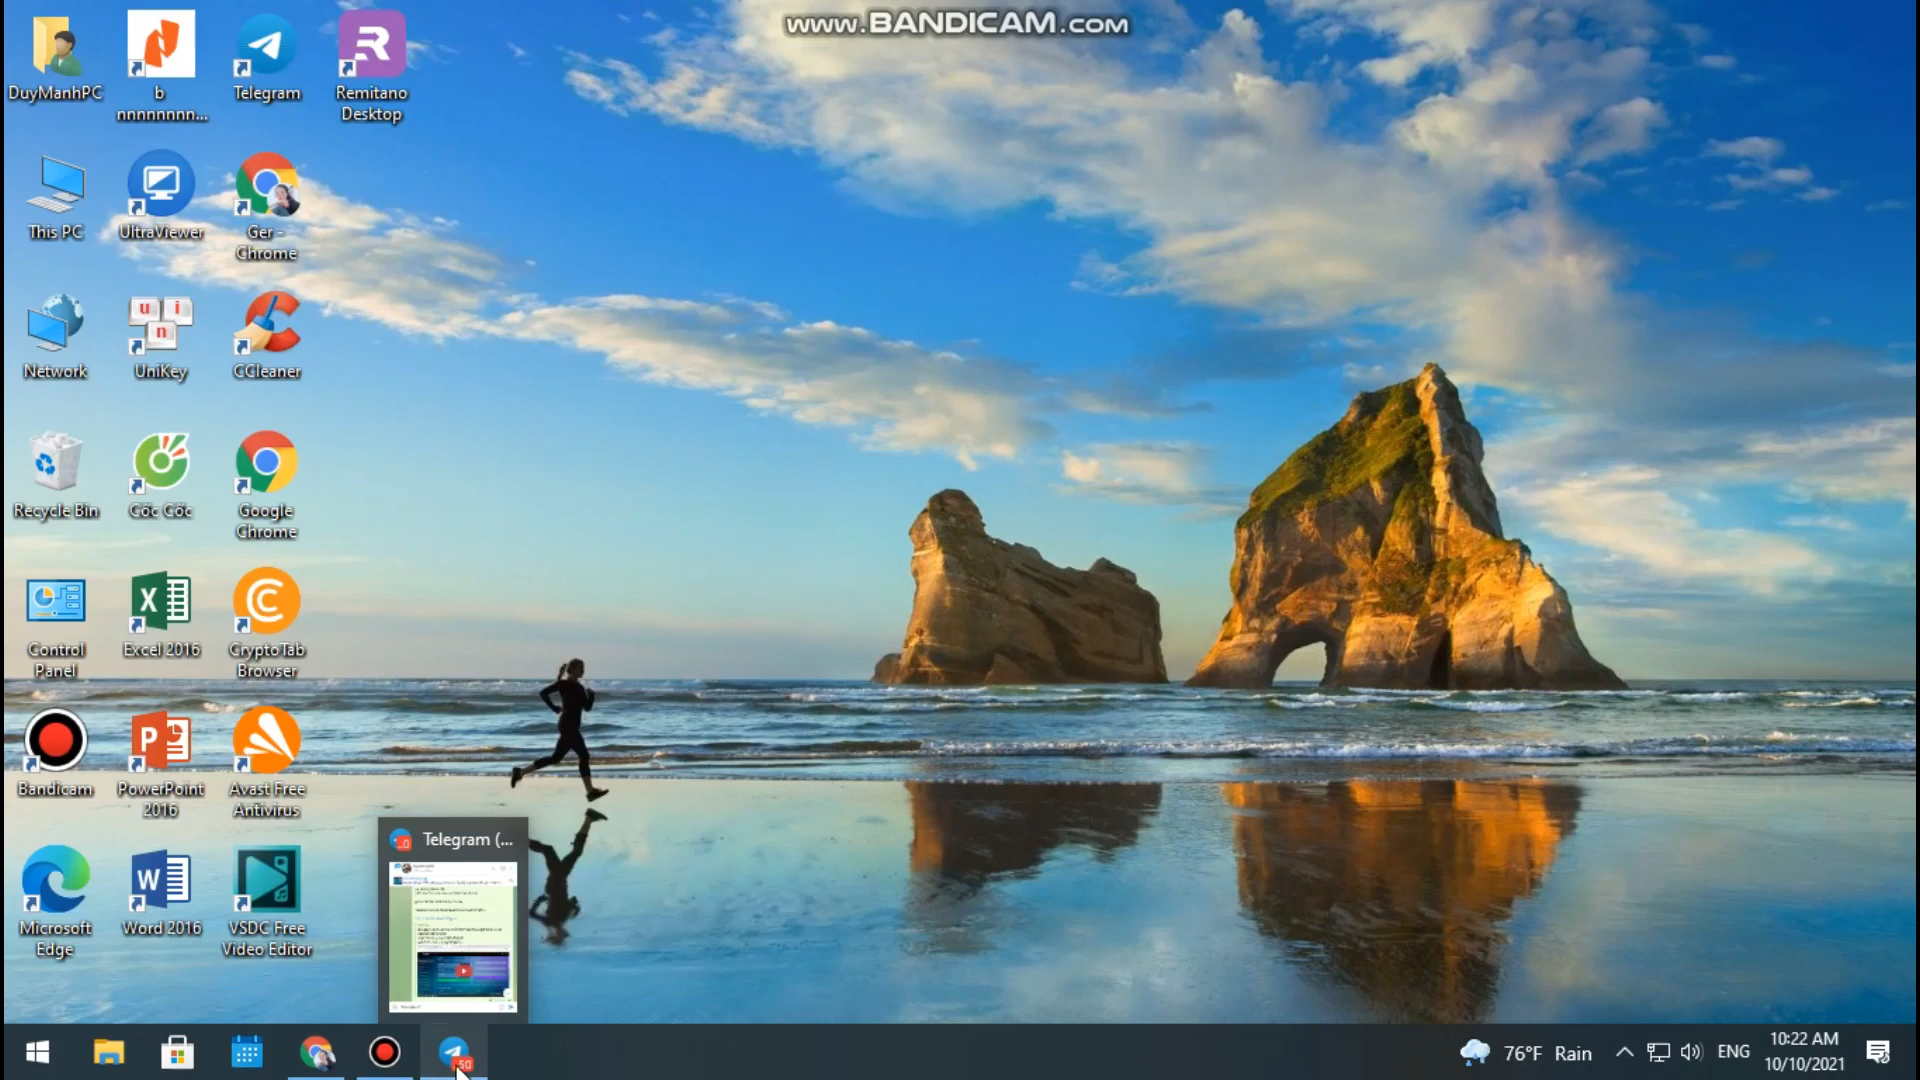 www.BANDICAM.com
DuyManhPC
b
nnnnnnnn...
Telegram
Remitano
Desktop
This PC
UltraViewer
Ger -
Chrome
Network
UniKey
CCleaner
Recycle Bin
Cốc Cốc
Google
Chrome
Control
Panel
Excel 2016
CryptoTab
Browser
Bandicam
PowerPoint
2016
Avast Free
Antivirus
Microsoft
Edge
Word 2016
VSDC Free
Video Editor
Telegram (...
50
76°F Rain
ENG
10:22 AM
10/10/2021